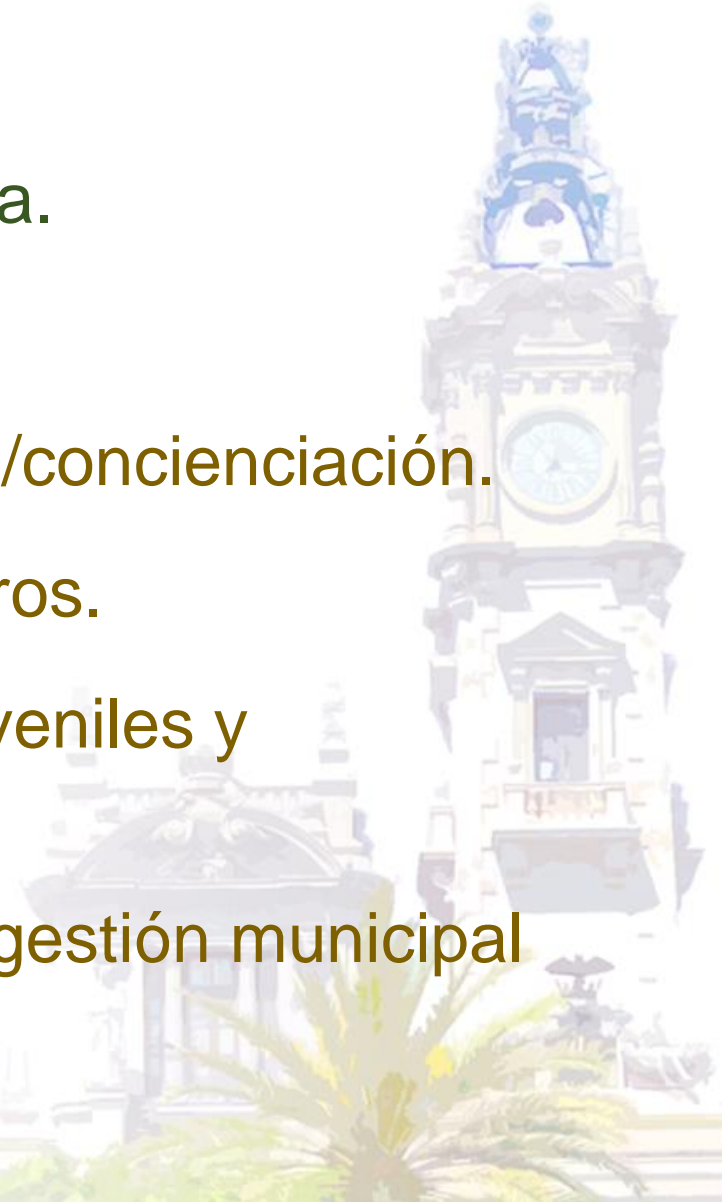 a.
/concienciación.
ros.
veniles y
gestión municipal